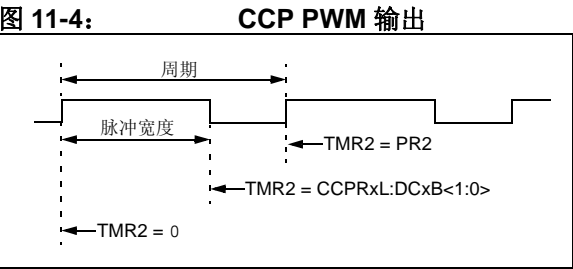 图 11-4： CCP PWM 输出
周期
脉冲宽度
TMR2 = PR2
TMR2 = CCPRxL:DCxB<1:0>
TMR2 = 0